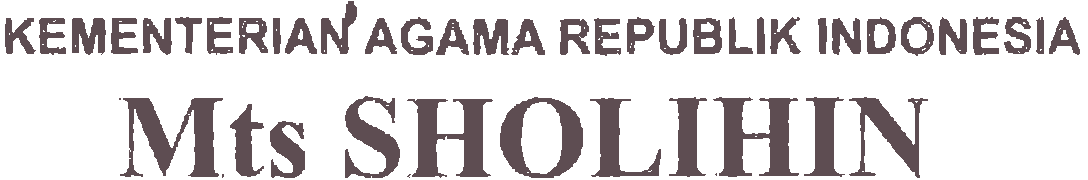 KEMENTERIAN AGAMA REPUBLIK INDONESIA
Mts SHOLIHIN